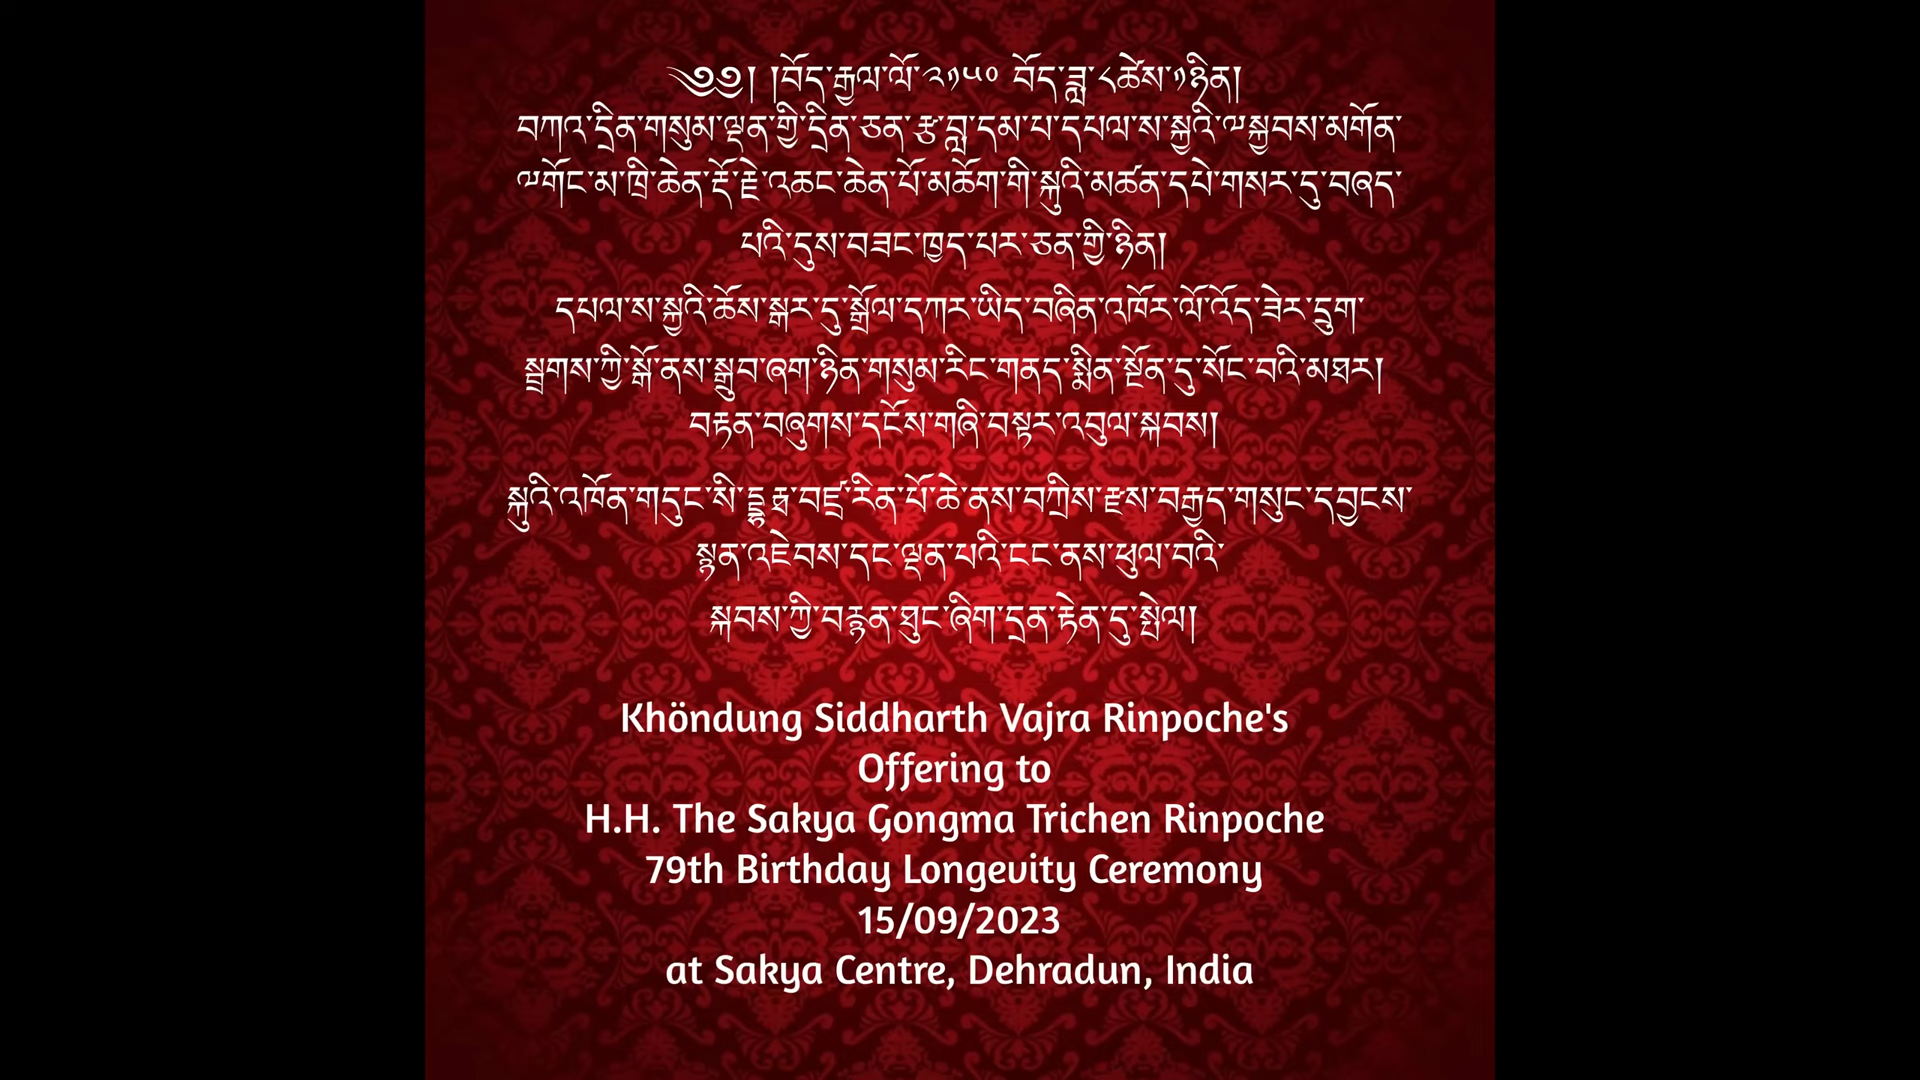 ༄༅། །བོད་རྒྱལ་ལོ་༢༡༥༠ བོད་ཟླ་༨ཚེས་༡ཉིན།
བཀའ་དྲིན་གསུམ་ལྡན་གྱི་དྲིན་ཅན་རྩ་བླ་དམ་པ་དཔལ་ས་སྐྱའི་༧སྐྱབས་མགོན་
༧གོང་མ་ཁྲི་ཆེན་རྡོ་རྗེ་འཆང་ཆེན་པོ་མཆོག་གི་སྐུའི་མཚན་དཔེ་གསར་དུ་བཞད་
པའི་དུས་བཟང་ཁྱད་པར་ཅན་གྱི་ཉིན།
དཔལ་ས་སྐྱའི་ཆོས་སྒར་དུ་སྒྲོལ་དཀར་ཡིད་བཞིན་འཁོར་ལོ་འོད་ཟེར་དྲུག་
སྦྲགས་ཀྱི་སྒོ་ནས་སྒྲུབ་ཞག་ཉིན་གསུམ་རིང་གནད་སྨིན་སྔོན་དུ་སོང་བའི་མཐར།
བརྟན་བཞུགས་དངོས་གཞི་བསྟར་འབུལ་སྐབས།
སྐུའི་འཁོན་གདུང་སི་དྡྷརྠ་བཛྲ་རིན་པོ་ཆེ་ནས་བཀྲིས་རྫས་བརྒྱད་གསུང་དབྱངས་
སྙན་འཇེབས་དང་ལྡན་པའི་ངང་ནས་ཕུལ་བའི་
སྐབས་ཀྱི་བརྙན་ཐུང་ཞིག་དྲན་རྟེན་དུ་སྤེལ།
Khöndung Siddharth Vajra Rinpoche's
Offering to
H.H. The Sakya Gongma Trichen Rinpoche
79th Birthday Longevity Ceremony
15/09/2023
at Sakya Centre, Dehradun, India